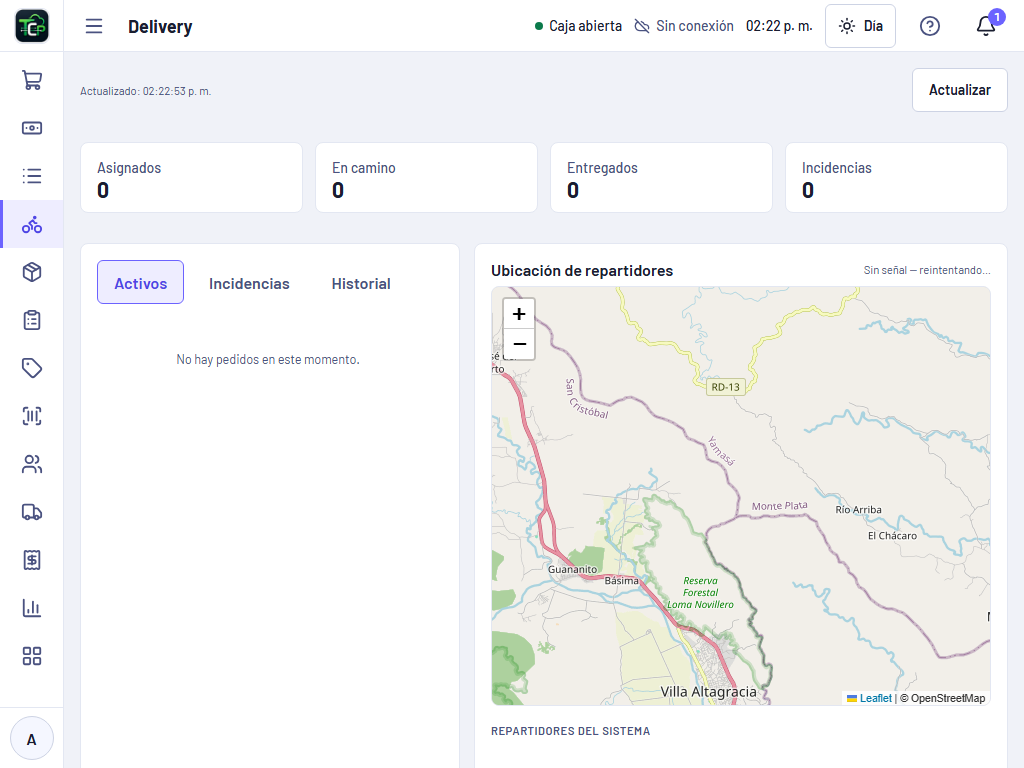 TCP
Delivery
Caja abierta
Sin conexión
02:22 p. m.
Día
1
Actualizado: 02:22:53 p. m.
Actualizar
Asignados
0
En camino
0
Entregados
0
Incidencias
0
Activos
Incidencias
Historial
No hay pedidos en este momento.
Ubicación de repartidores
Sin señal — reintentando...
+
−
rto
RD-13
San Cristóbal
Yamasá
Monte Plata
Río Arriba
El Chácaro
Guananito
Básima
Reserva
Forestal
Loma Novillero
Villa Altagracia
Leaflet | © OpenStreetMap
REPARTIDORES DEL SISTEMA
A